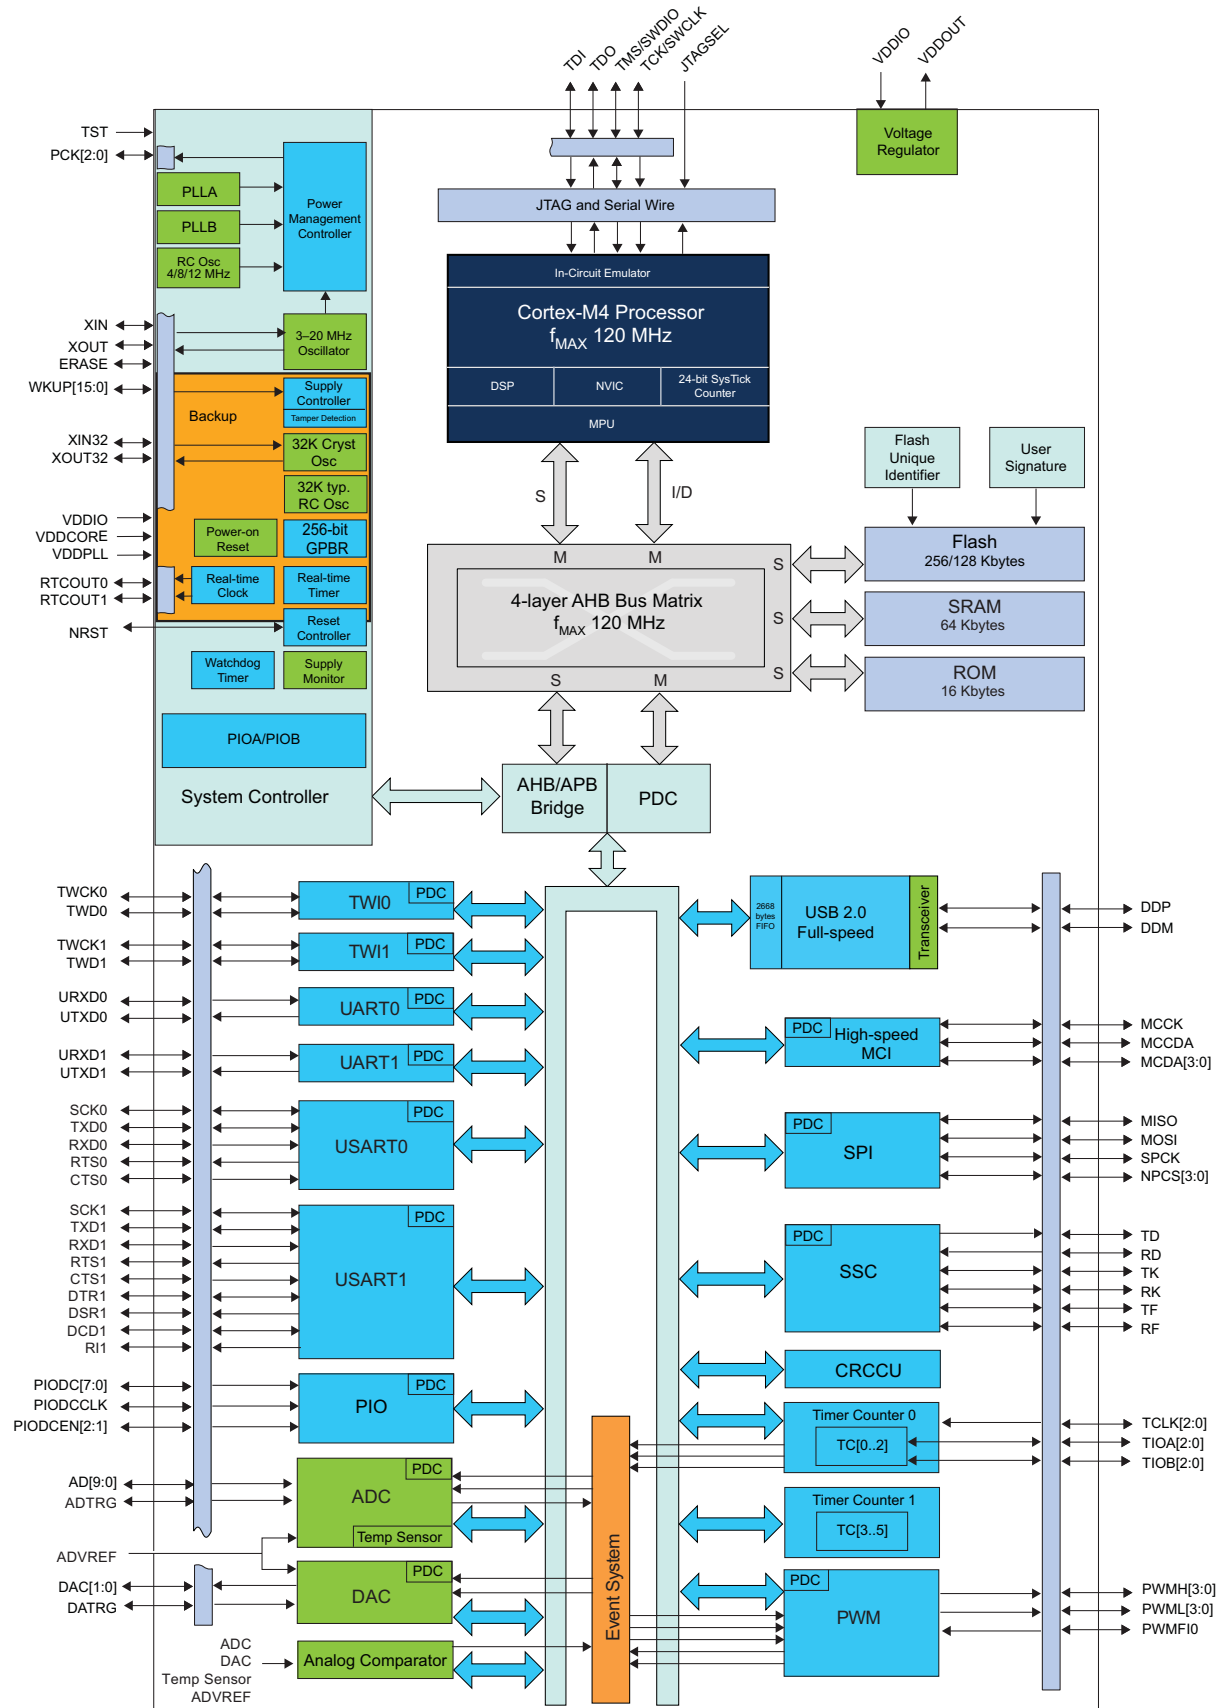 TDI
TDO
TMS/SWDIO
TCK/SWCLK
JTAGSEL
VDDIO
VDDOUT
Voltage
Regulator
TST
PCK[2:0]
PLLA
PLLB
RC Osc
4/8/12 MHz
Power
Management
Controller
JTAG and Serial Wire
In-Circuit Emulator
Cortex-M4 Processor
fMAX 120 MHz
DSP
NVIC
24-bit SysTick
Counter
MPU
XIN
XOUT
ERASE
WKUP[15:0]
3–20 MHz
Oscillator
Supply
Controller
Tamper Detection
Backup
XIN32
XOUT32
32K Cryst
Osc
32K typ.
RC Osc
VDDIO
VDDCORE
VDDPLL
Power-on
Reset
256-bit
GPBR
RTCOUT0
RTCOUT1
Real-time
Clock
Real-time
Timer
NRST
Reset
Controller
Watchdog
Timer
Supply
Monitor
PIOA/PIOB
System Controller
Flash
Unique
Identifier
User
Signature
S
I/D
M
M
S
Flash
256/128 Kbytes
4-layer AHB Bus Matrix
fMAX 120 MHz
S
SRAM
64 Kbytes
S
ROM
16 Kbytes
S
M
AHB/APB
Bridge
PDC
TWCK0
TWD0
PDC
TWI0
TWCK1
TWD1
PDC
TWI1
URXD0
UTXD0
PDC
UART0
URXD1
UTXD1
PDC
UART1
SCK0
TXD0
RXD0
RTS0
CTS0
PDC
USART0
SCK1
TXD1
RXD1
RTS1
CTS1
DTR1
DSR1
DCD1
RI1
PDC
USART1
PIODC[7:0]
PIODCCLK
PIODCEN[2:1]
PDC
PIO
AD[9:0]
ADTRG
PDC
ADC
Temp Sensor
ADVREF
DAC[1:0]
DATRG
PDC
DAC
ADC
DAC
Temp Sensor
ADVREF
Analog Comparator
Event System
2668
bytes
FIFO
USB 2.0
Full-speed
Transceiver
DDP
DDM
PDC
High-speed
MCI
MCCK
MCCDA
MCDA[3:0]
PDC
SPI
MISO
MOSI
SPCK
NPCS[3:0]
PDC
SSC
TD
RD
TK
RK
TF
RF
CRCCU
Timer Counter 0
TC[0..2]
TCLK[2:0]
TIOA[2:0]
TIOB[2:0]
Timer Counter 1
TC[3..5]
PDC
PWM
PWMH[3:0]
PWML[3:0]
PWMFI0